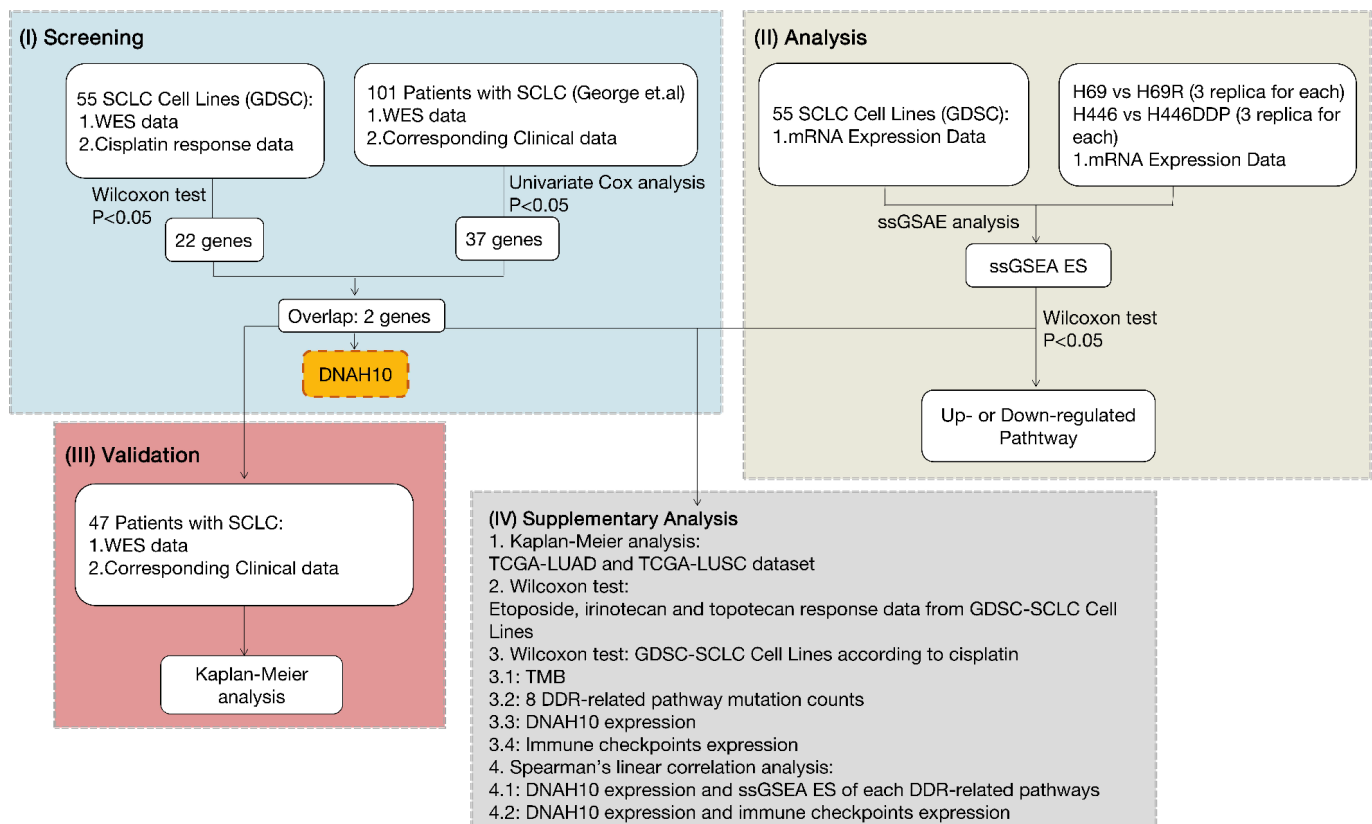 (I) Screening
55 SCLC Cell Lines (GDSC):
1.WES data
2.Cisplatin response data
101 Patients with SCLC (George et.al)
1.WES data
2.Corresponding Clinical data
Wilcoxon test
P<0.05
Univariate Cox analysis
P<0.05
22 genes
37 genes
Overlap: 2 genes
DNAH10
(II) Analysis
55 SCLC Cell Lines (GDSC):
1.mRNA Expression Data
H69 vs H69R (3 replica for each)
H446 vs H446DDP (3 replica for
each)
1.mRNA Expression Data
ssGSAE analysis
ssGSEA ES
Wilcoxon test
P<0.05
Up- or Down-regulated
Pathtway
(III) Validation
47 Patients with SCLC:
1.WES data
2.Corresponding Clinical data
Kaplan-Meier
analysis
(IV) Supplementary Analysis
1. Kaplan-Meier analysis:
TCGA-LUAD and TCGA-LUSC dataset
2. Wilcoxon test:
Etoposide, irinotecan and topotecan response data from GDSC-SCLC Cell
Lines
3. Wilcoxon test: GDSC-SCLC Cell Lines according to cisplatin
3.1: TMB
3.2: 8 DDR-related pathway mutation counts
3.3: DNAH10 expression
3.4: Immune checkpoints expression
4. Spearman's linear correlation analysis:
4.1: DNAH10 expression and ssGSEA ES of each DDR-related pathways
4.2: DNAH10 expression and immune checkpoints expression